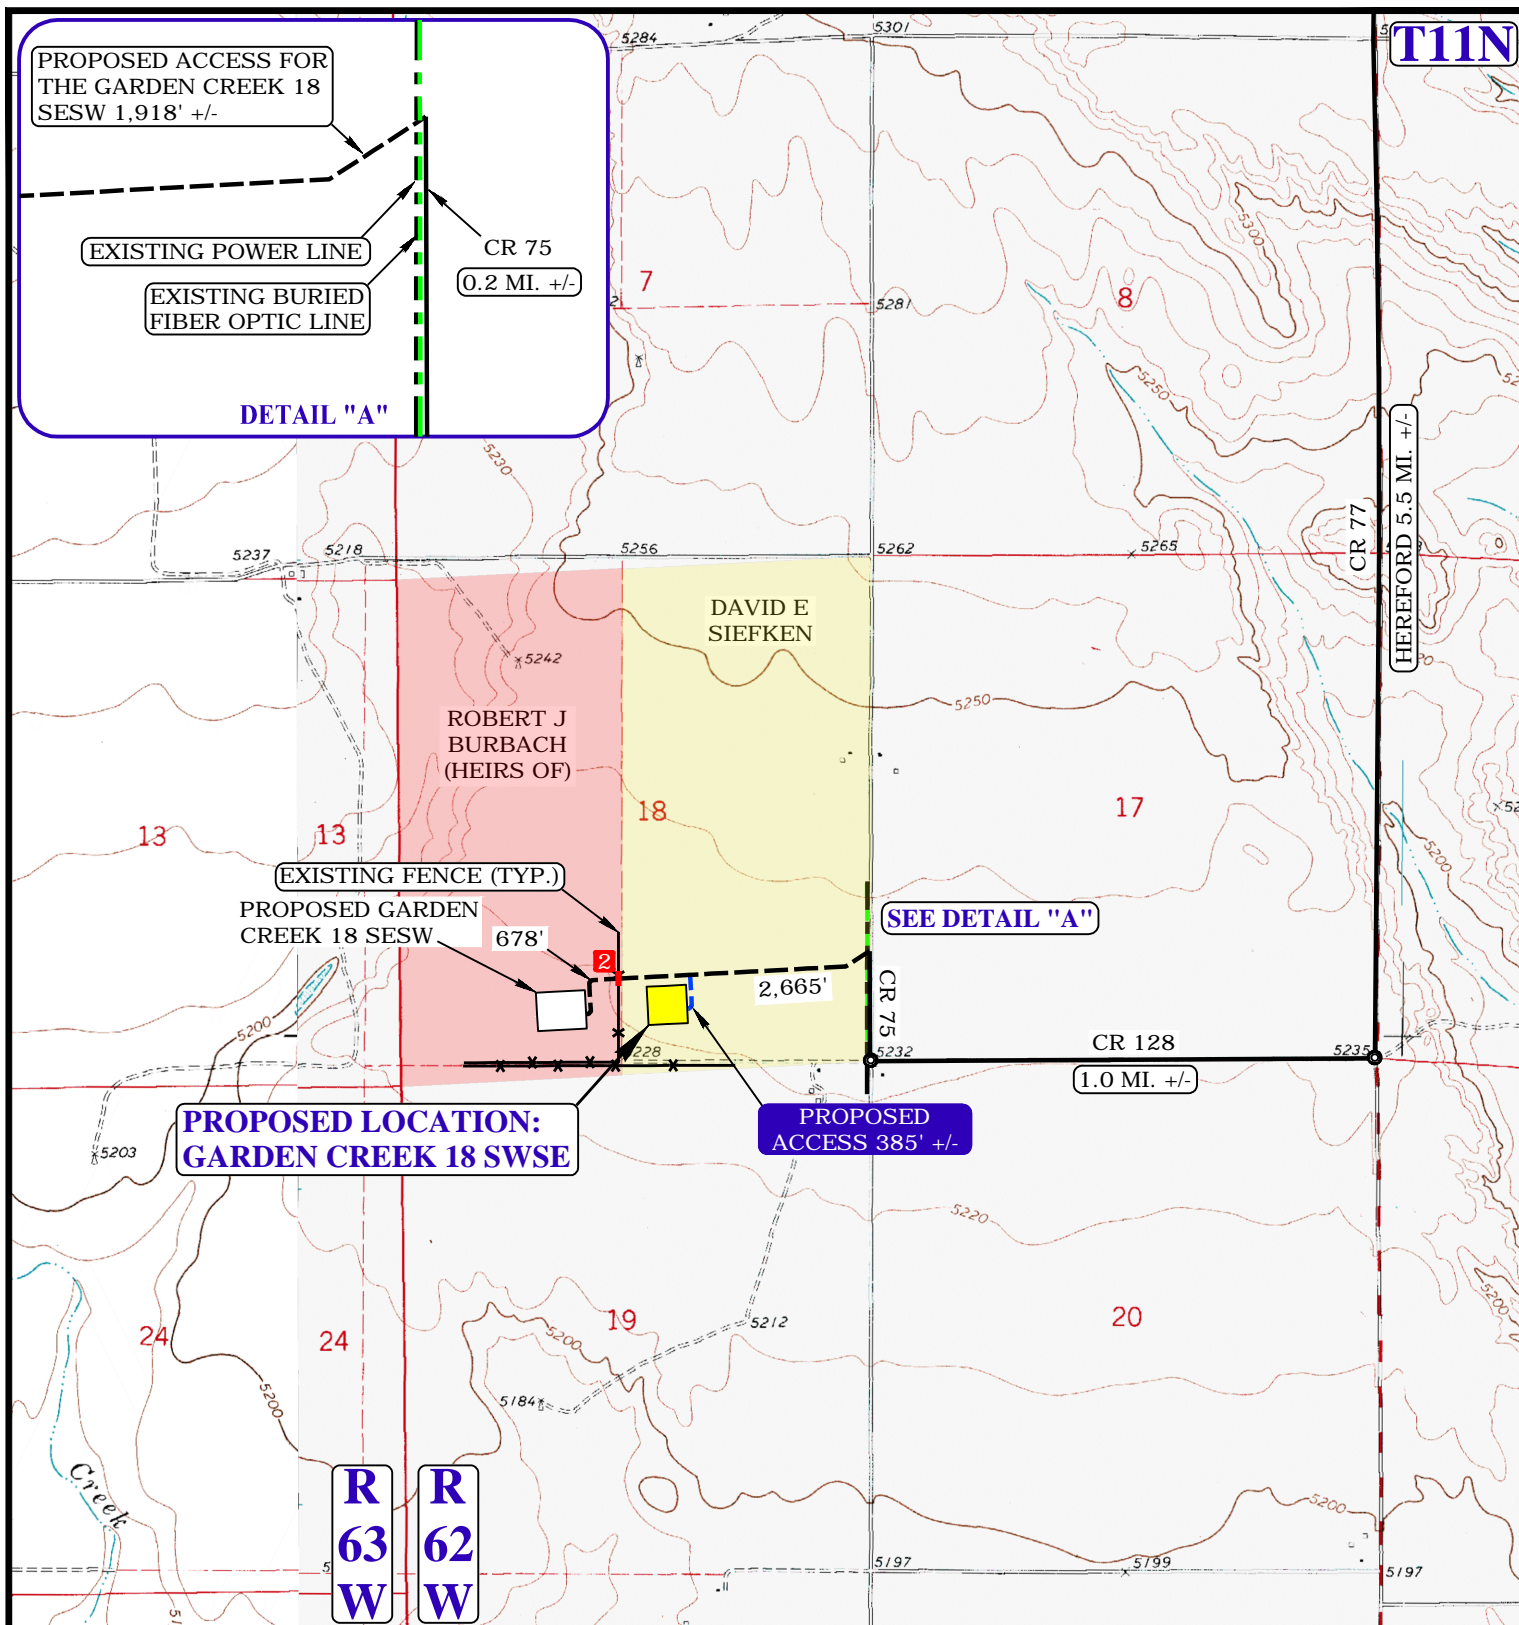 T11N
PROPOSED ACCESS FOR
THE GARDEN CREEK 18
SESW 1,918' +/-
EXISTING POWER LINE
EXISTING BURIED
FIBER OPTIC LINE
CR 75
0.2 MI. +/-
DETAIL "A"
5284
5301
5300
7
5281
8
5250
5230
5237
5218
5256
5262
5265
CR 77
HEREFORD 5.5 MI. +/-
DAVID E
SIEFKEN
5242
5250
ROBERT J
BURBACH
(HEIRS OF)
13
13
18
17
5200
EXISTING FENCE (TYP.)
PROPOSED GARDEN
CREEK 18 SESW
678'
2
SEE DETAIL "A"
2,665'
CR 75
5200
5232
CR 128
5235
1.0 MI. +/-
PROPOSED LOCATION:
GARDEN CREEK 18 SWSE
PROPOSED
ACCESS 385' +/-
5203
5220
24
24
19
20
5212
5200
5200
5200
5184
Creek
R
63
W
R
62
W
5200
5197
5199
5197